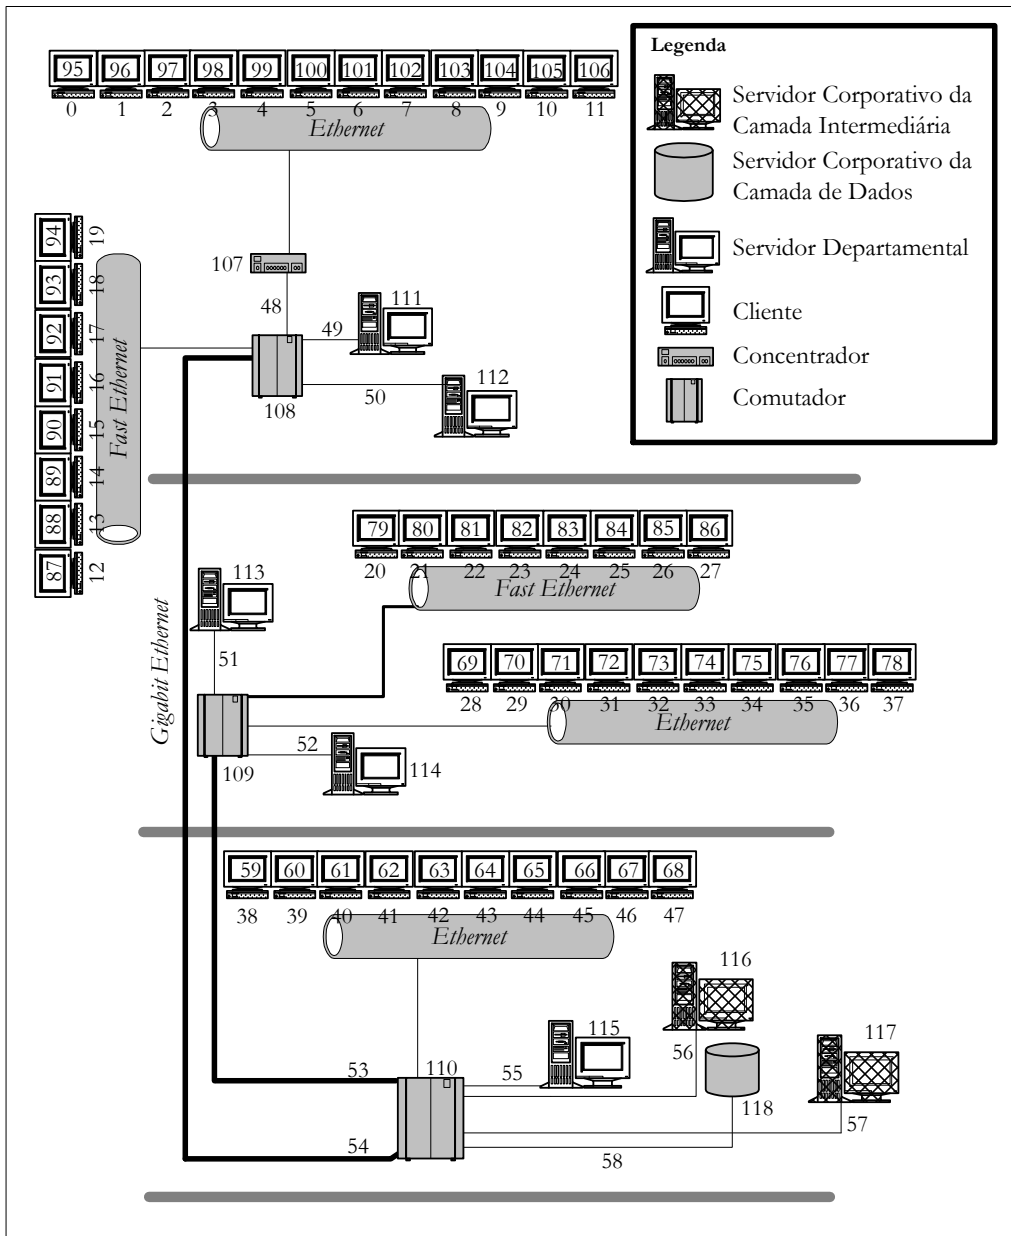 Legenda
Servidor Corporativo da
Camada Intermediária
Servidor Corporativo da
Camada de Dados
Servidor Departamental
Cliente
Concentrador
Comutador
95 96 97 98 99 100 101 102 103 104 105 106
0 1 2 3 4 5 6 7 8 9 10 11
Ethernet
94 19
93 18
92 17
91 16
90 15
89 14
88 13
87 12
Fast Ethernet
107
48
49
111
50
112
108
79 80 81 82 83 84 85 86
20 21 22 23 24 25 26 27
Fast Ethernet
113
51
Gigabit Ethernet
69 70 71 72 73 74 75 76 77 78
28 29 30 31 32 33 34 35 36 37
Ethernet
52
109
114
59 60 61 62 63 64 65 66 67 68
38 39 40 41 42 43 44 45 46 47
Ethernet
116
115
117
56
53
110
55
118
57
54
58